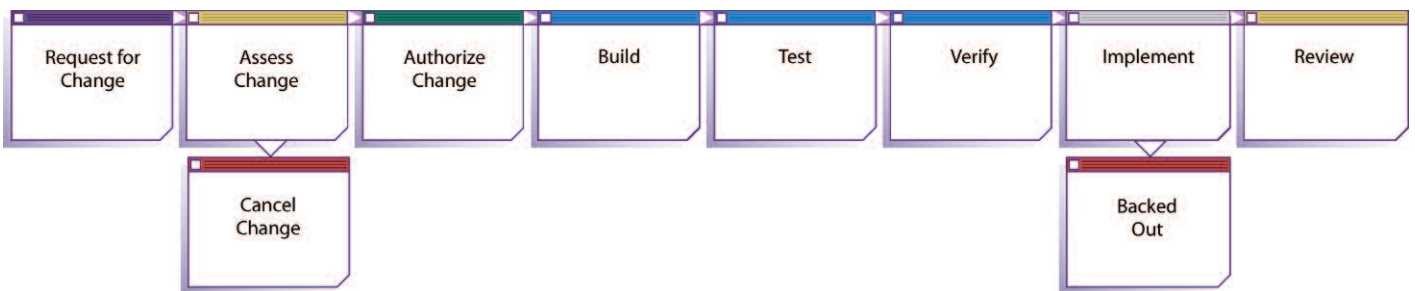 Request for
Change
Assess
Change
Authorize
Change
Build
Test
Verify
Implement
Review
Cancel
Change
Backed
Out